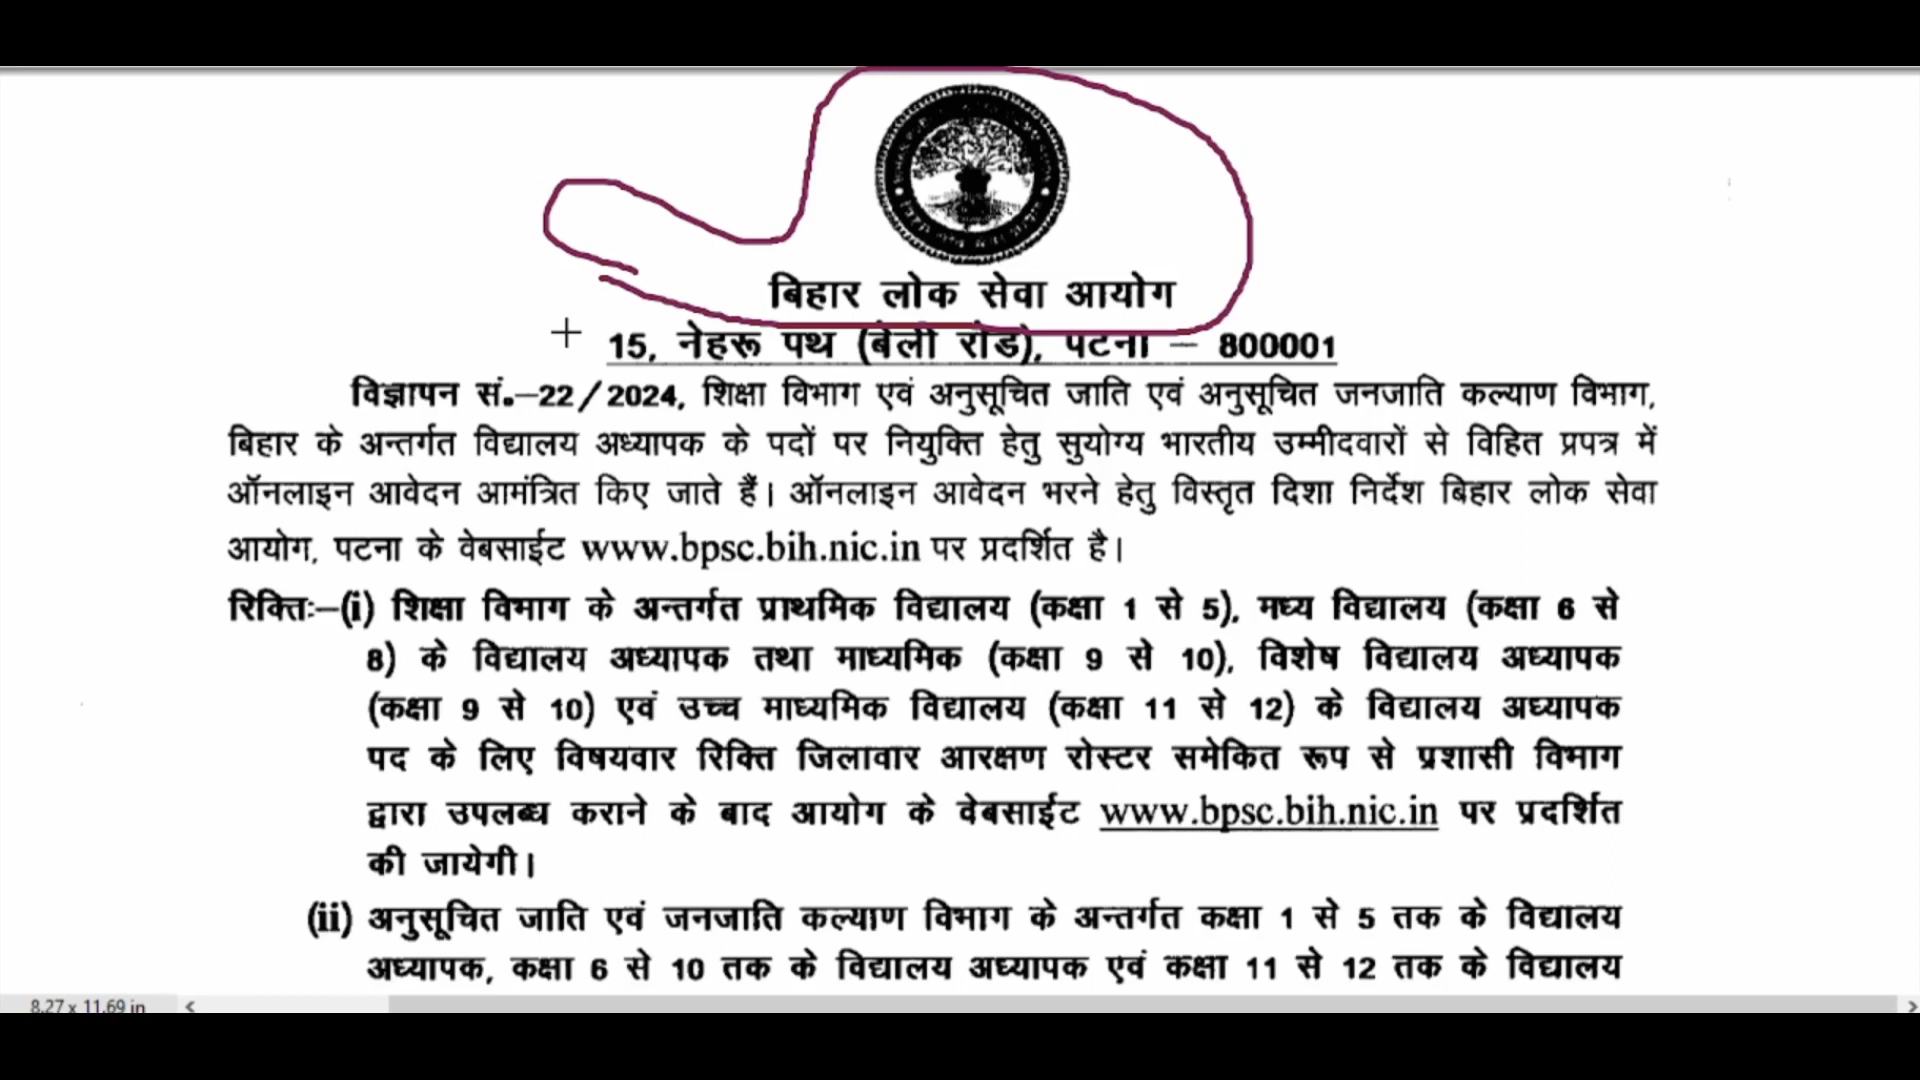 बिहार लोक सेवा आयोग
15, नेहरू पथ (बेली रोड), पटना – 800001
विज्ञापन सं.–22/2024, शिक्षा विभाग एवं अनुसूचित जाति एवं अनुसूचित जनजाति कल्याण विभाग,
बिहार के अन्तर्गत विद्यालय अध्यापक के पदों पर नियुक्ति हेतु सुयोग्य भारतीय उम्मीदवारों से विहित प्रपत्र में
ऑनलाइन आवेदन आमंत्रित किए जाते हैं। ऑनलाइन आवेदन भरने हेतु विस्तृत दिशा निर्देश बिहार लोक सेवा
आयोग, पटना के वेबसाईट www.bpsc.bih.nic.in पर प्रदर्शित है।
रिक्तिः–(i) शिक्षा विभाग के अन्तर्गत प्राथमिक विद्यालय (कक्षा 1 से 5), मध्य विद्यालय (कक्षा 6 से
8) के विद्यालय अध्यापक तथा माध्यमिक (कक्षा 9 से 10), विशेष विद्यालय अध्यापक
(कक्षा 9 से 10) एवं उच्च माध्यमिक विद्यालय (कक्षा 11 से 12) के विद्यालय अध्यापक
पद के लिए विषयवार रिक्ति जिलावार आरक्षण रोस्टर समेकित रूप से प्रशासी विभाग
द्वारा उपलब्ध कराने के बाद आयोग के वेबसाईट www.bpsc.bih.nic.in पर प्रदर्शित
की जायेगी।
(ii) अनुसूचित जाति एवं जनजाति कल्याण विभाग के अन्तर्गत कक्षा 1 से 5 तक के विद्यालय
अध्यापक, कक्षा 6 से 10 तक के विद्यालय अध्यापक एवं कक्षा 11 से 12 तक के विद्यालय
8.27 x 11.69 in